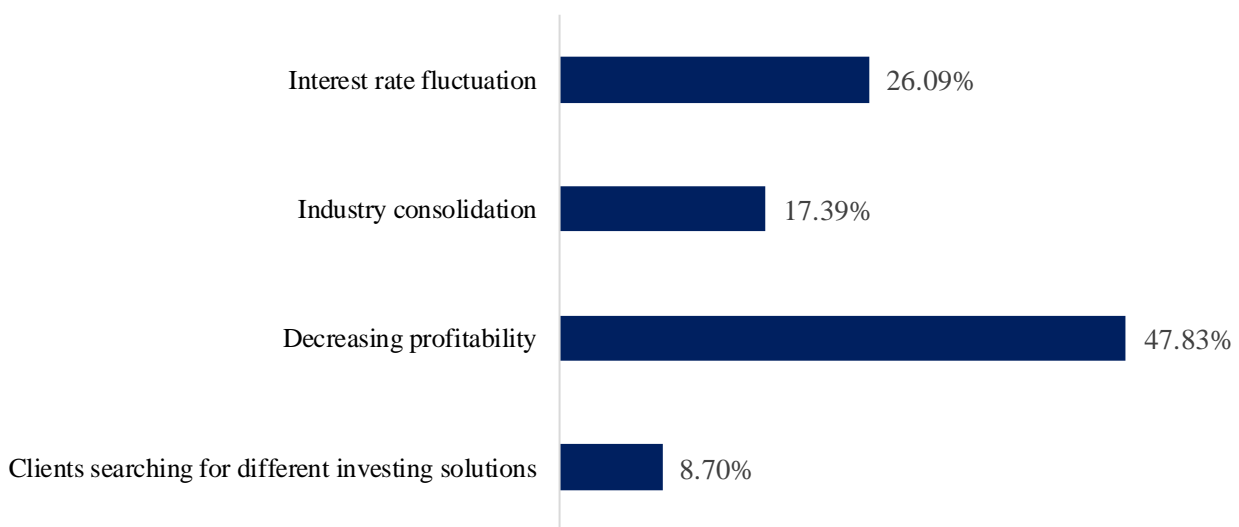 Interest rate fluctuation 26.09%
Industry consolidation 17.39%
Decreasing profitability 47.83%
Clients searching for different investing solutions 8.70%